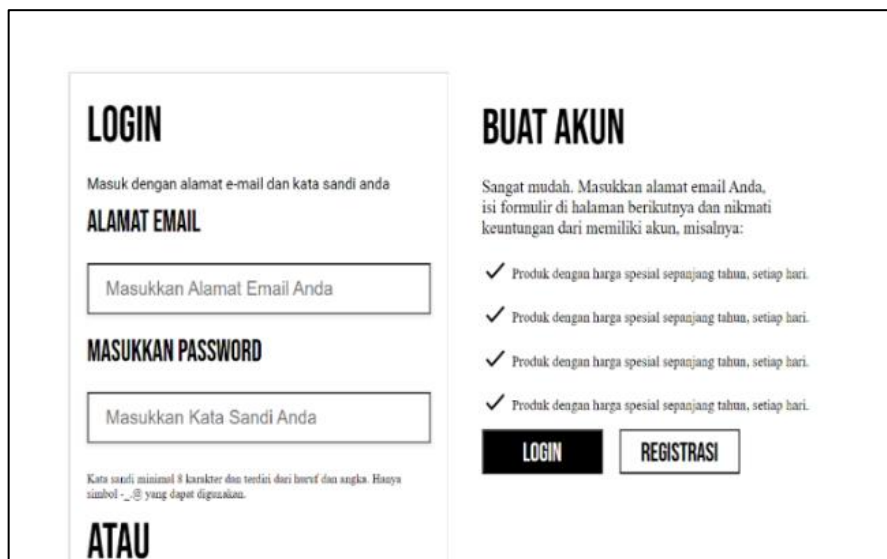 LOGIN
Masuk dengan alamat e-mail dan kata sandi anda
ALAMAT EMAIL
Masukkan Alamat Email Anda
MASUKKAN PASSWORD
Masukkan Kata Sandi Anda
Kata sandi minimal 8 karakter dan terdiri dari huruf dan angka. Hanya
simbol -_.@ yang dapat digunakan.
ATAU
BUAT AKUN
Sangat mudah. Masukkan alamat email Anda,
isi formulir di halaman berikutnya dan nikmati
keuntungan dari memiliki akun, misalnya:
Produk dengan harga spesial sepanjang tahun, setiap hari.
Produk dengan harga spesial sepanjang tahun, setiap hari.
Produk dengan harga spesial sepanjang tahun, setiap hari.
Produk dengan harga spesial sepanjang tahun, setiap hari.
LOGIN REGISTRASI